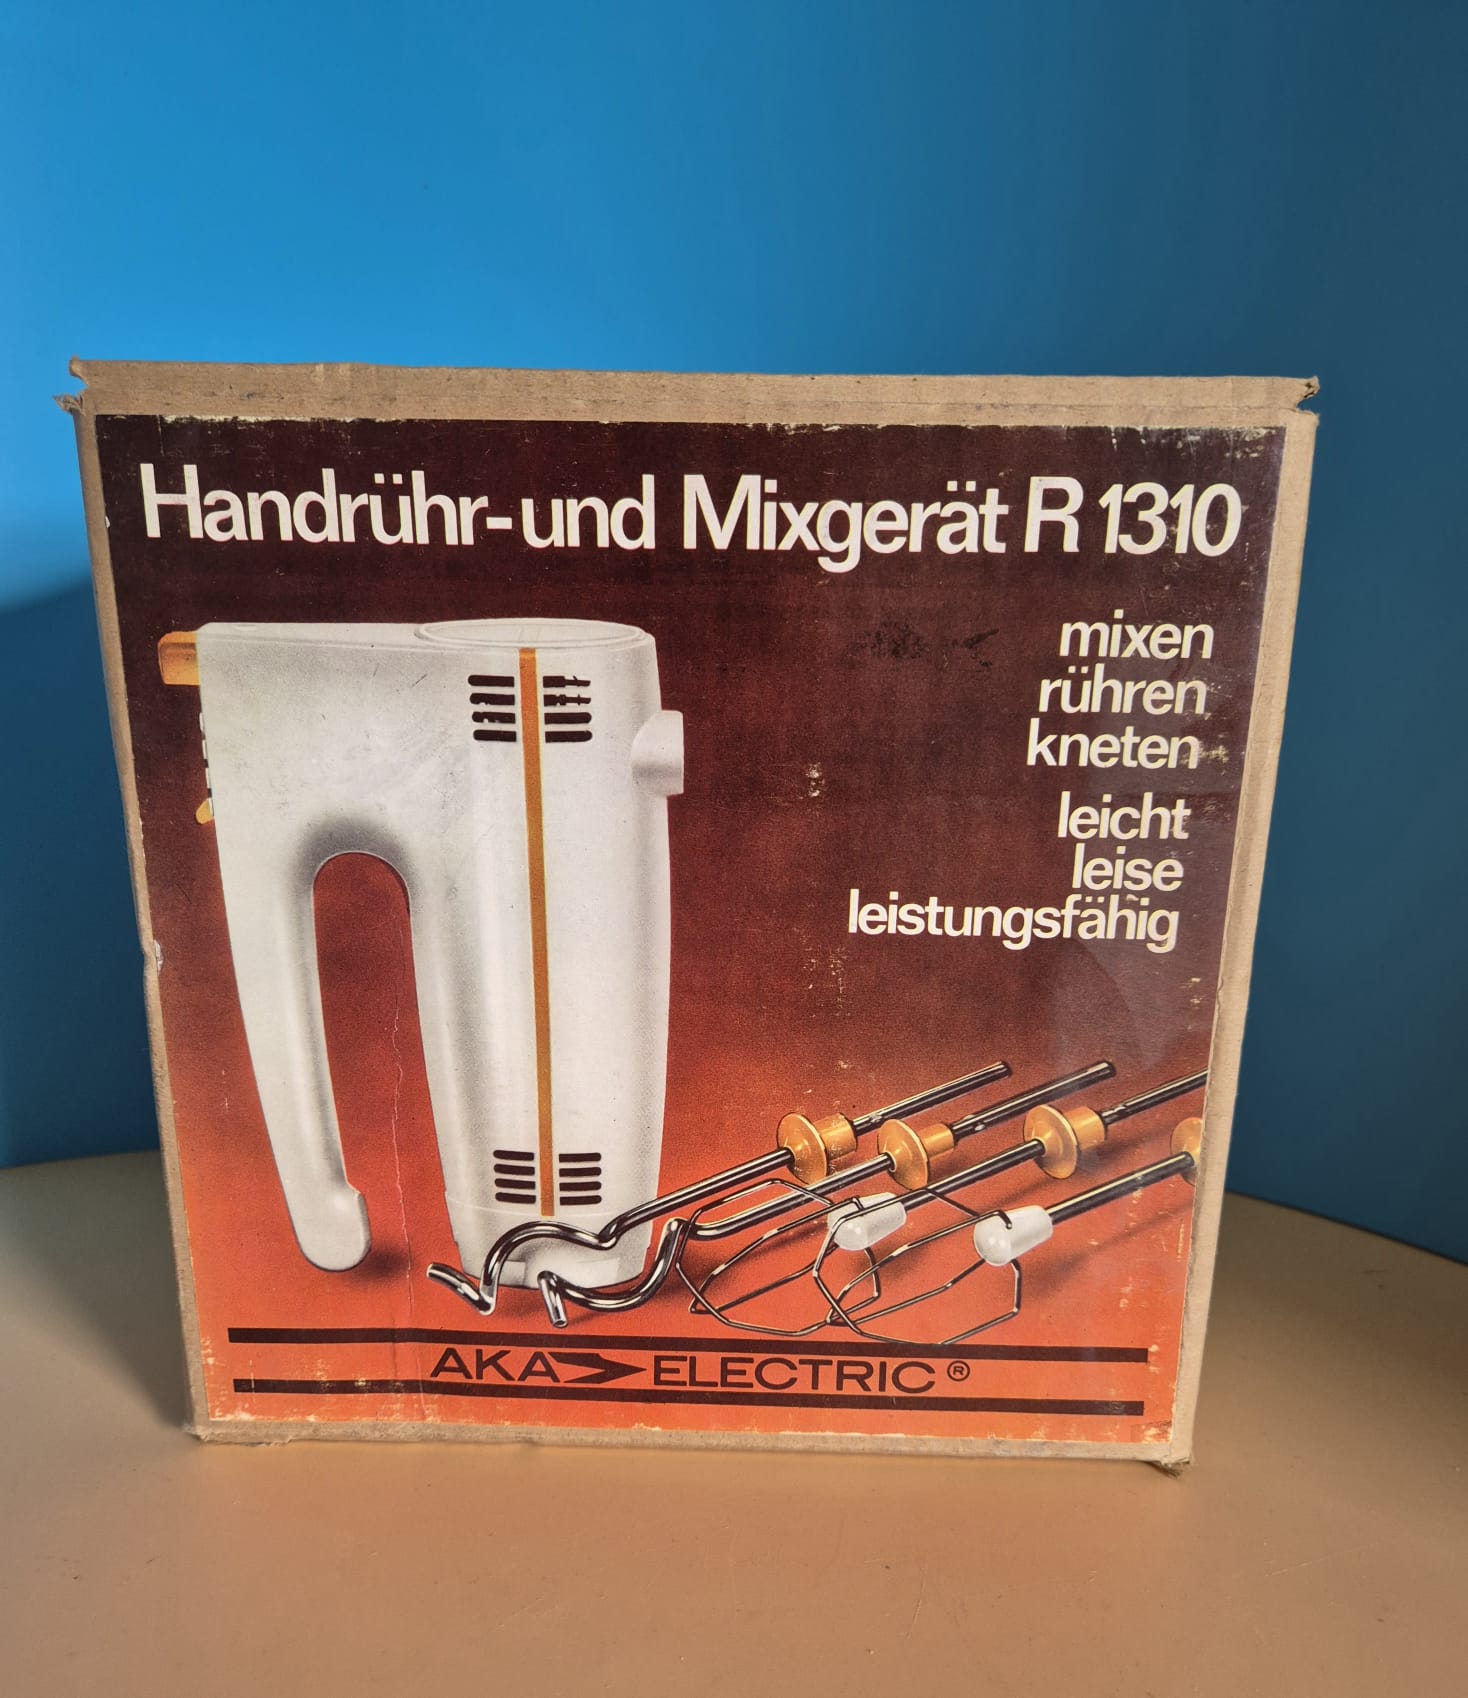 Handrühr-und Mixgerät R 1310
mixen
rühren
kneten
leicht
leise
leistungsfähig
AKA ELECTRIC ®